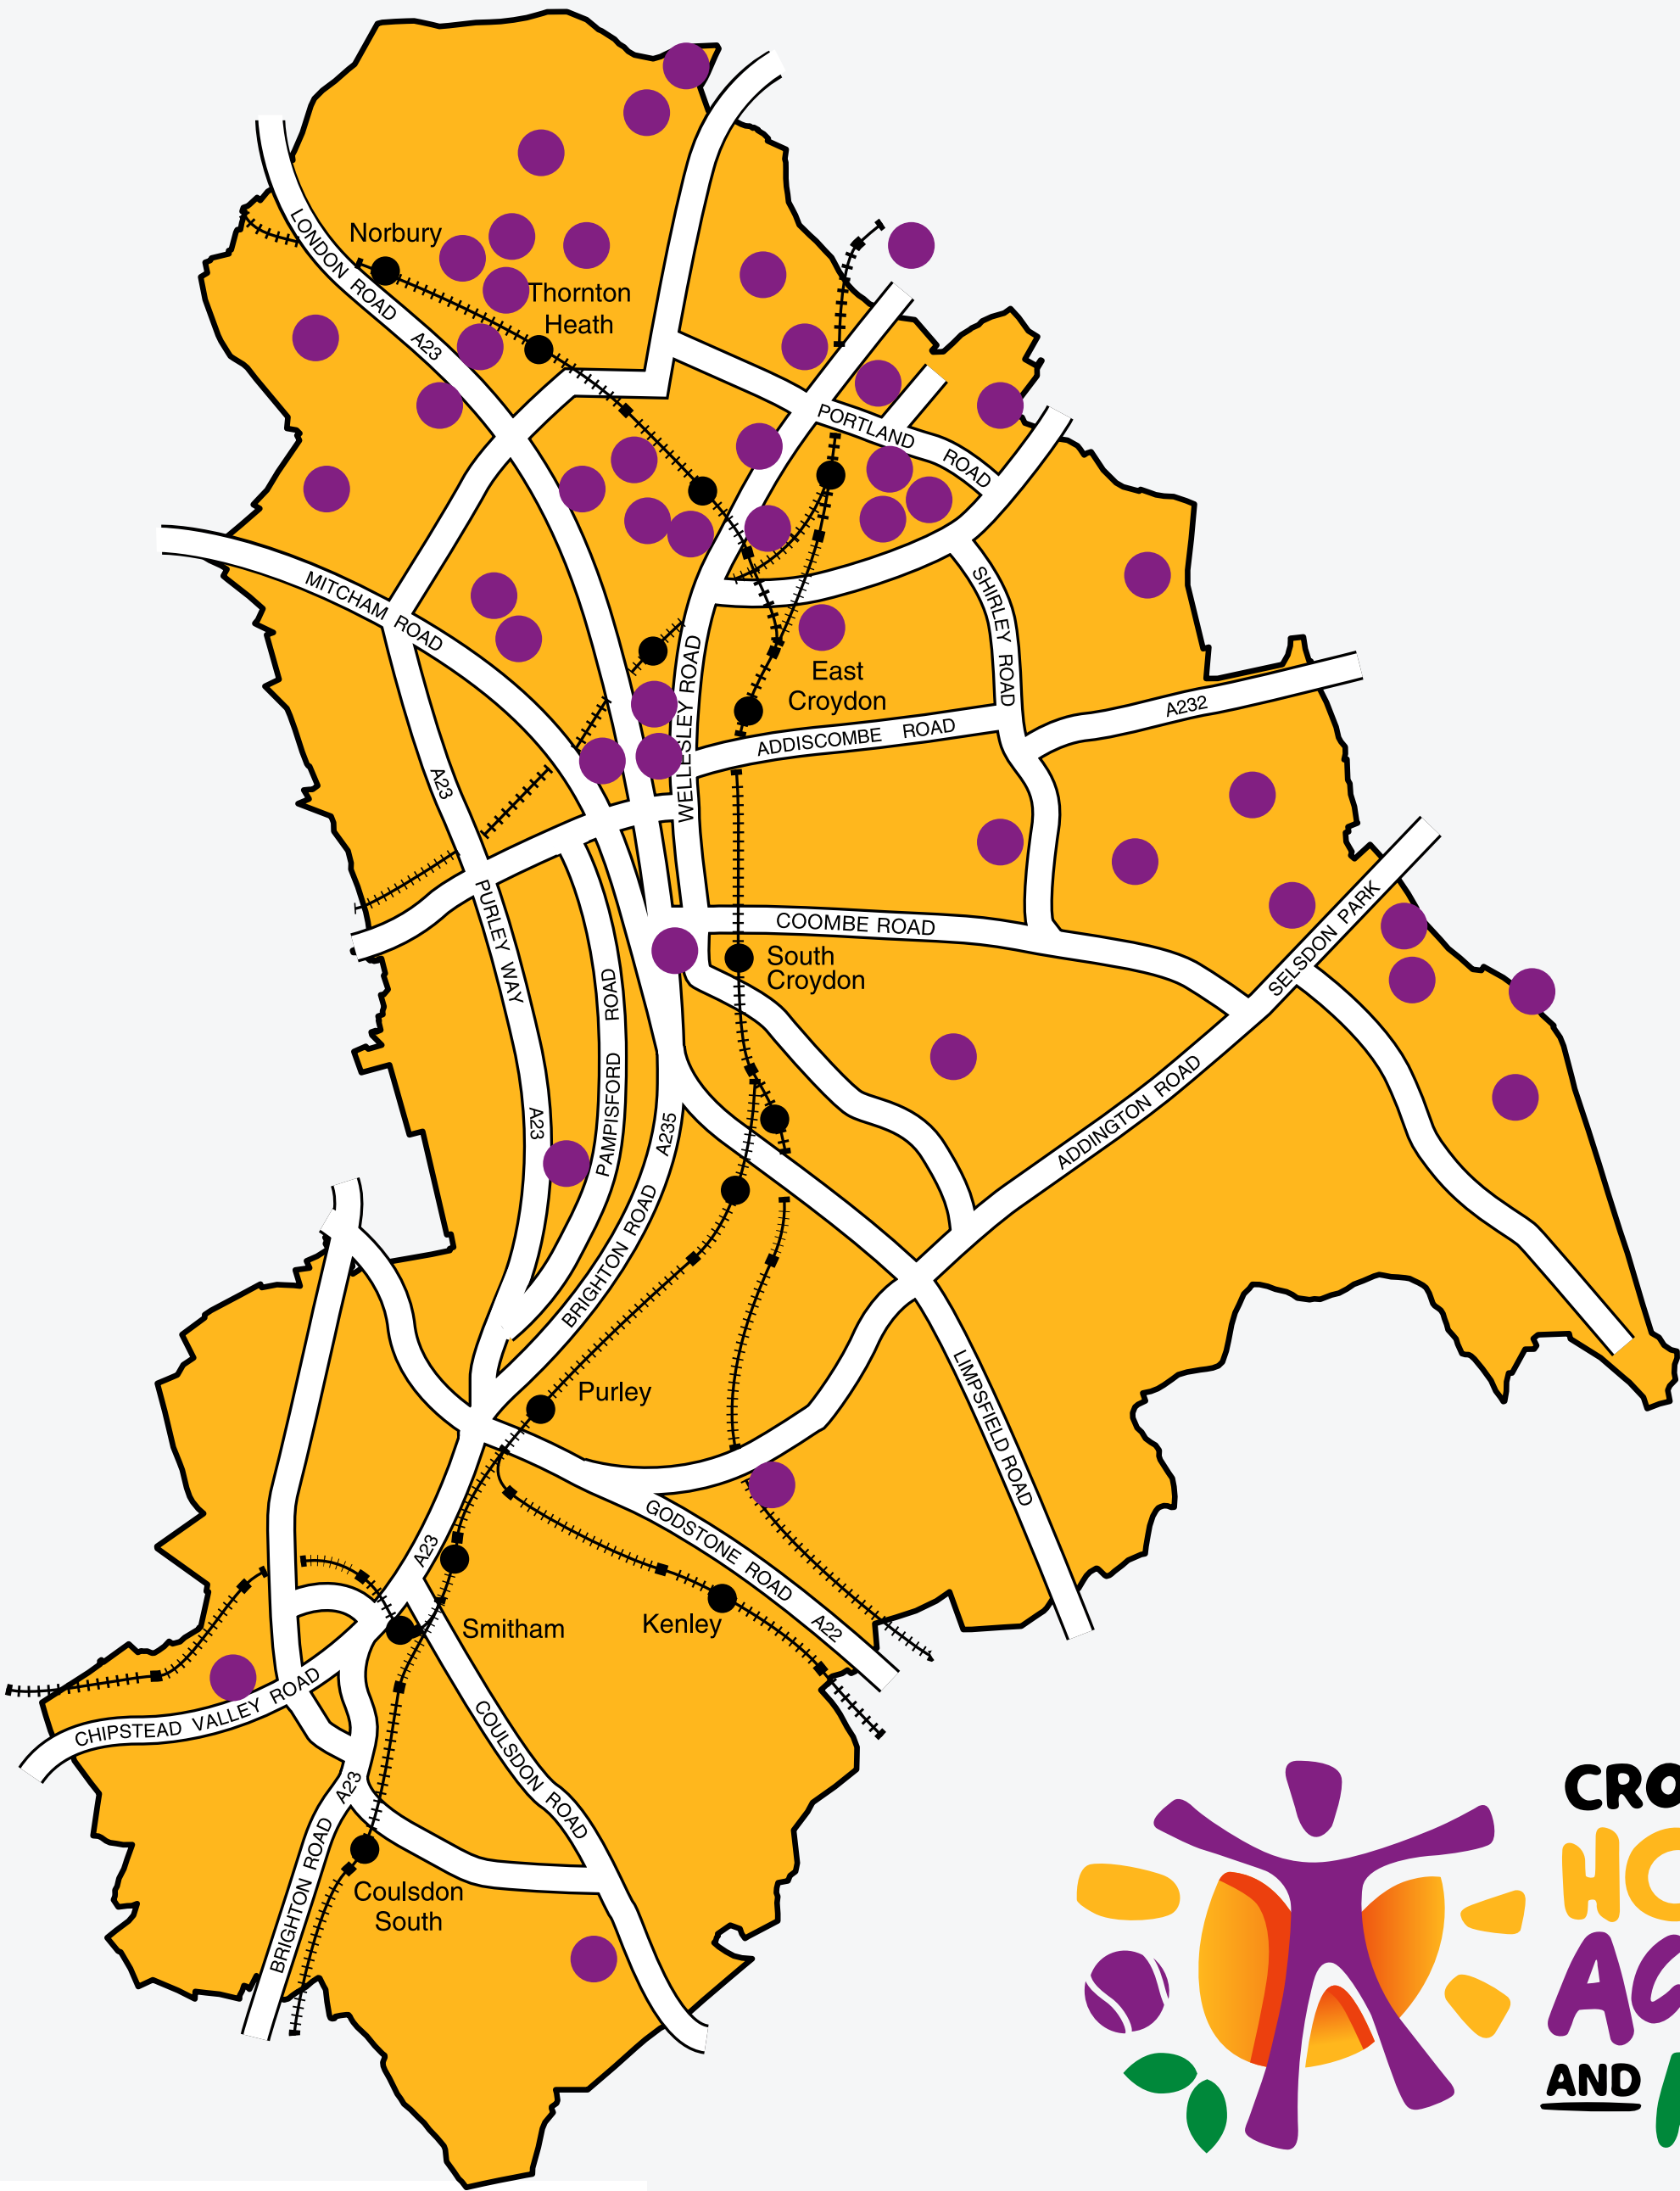 Norbury
LONDON ROAD A23
Thornton
Heath
PORTLAND ROAD
MITCHAM ROAD
SHIRLEY ROAD
East
Croydon
WELLESLEY ROAD
A232
ADDISCOMBE ROAD
A23
PURLEY WAY
COOMBE ROAD
SELSDON PARK
South
Croydon
PAMPISFORD ROAD
A23
A235
ADDINGTON ROAD
BRIGHTON ROAD
Purley
LIMPSFIELD ROAD
GODSTONE ROAD A22
A23
Smitham
Kenley
CHIPSTEAD VALLEY ROAD
COULSDON ROAD
BRIGHTON ROAD A23
Coulsdon
South
CRO
HO
AC
AND